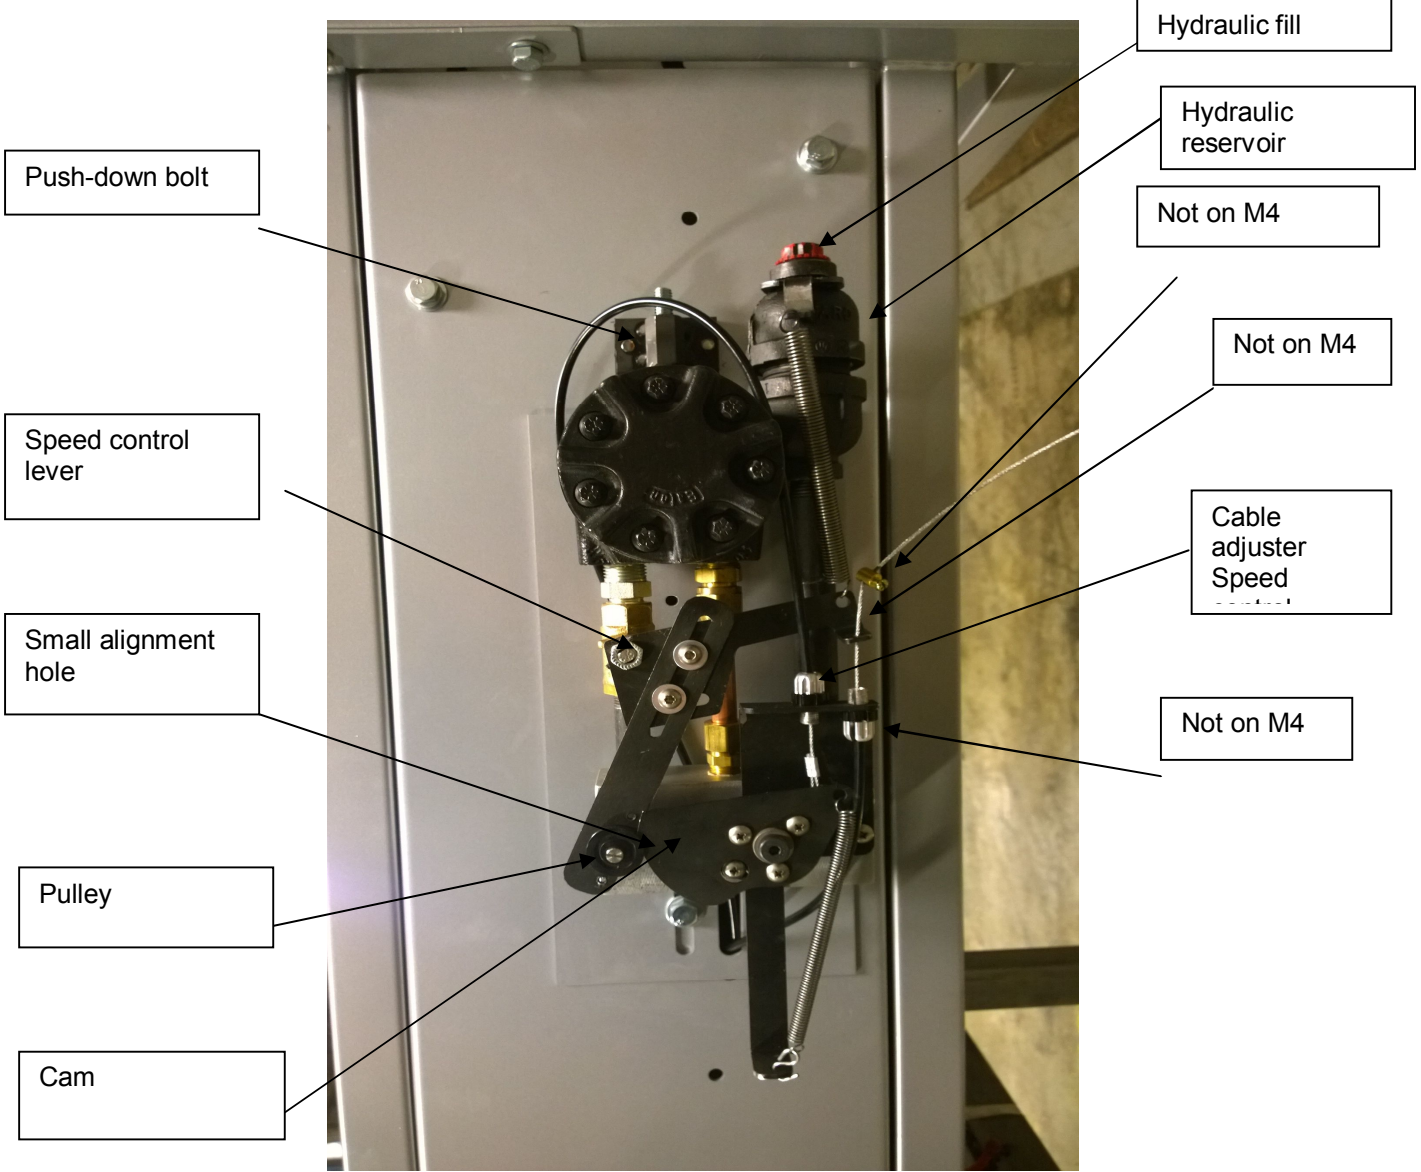 Hydraulic fill
Hydraulic
reservoir
Not on M4
Push-down bolt
Not on M4
Speed control
lever
Cable
adjuster
Speed
Small alignment
hole
Not on M4
Pulley
Cam